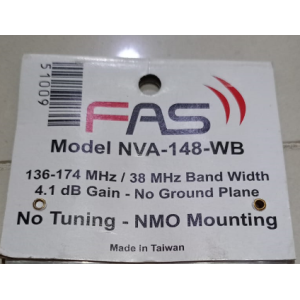 51009
FAS
Model NVA-148-WB
136-174 MHz / 38 MHz Band Width
4.1 dB Gain - No Ground Plane
No Tuning - NMO Mounting
Made In Taiwan